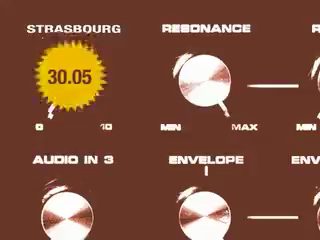 STRASBOURG
RESONANCE
R
30.05
0
10
MIN
MAX
MIN
AUDIO IN 3
ENVELOPE
ENV